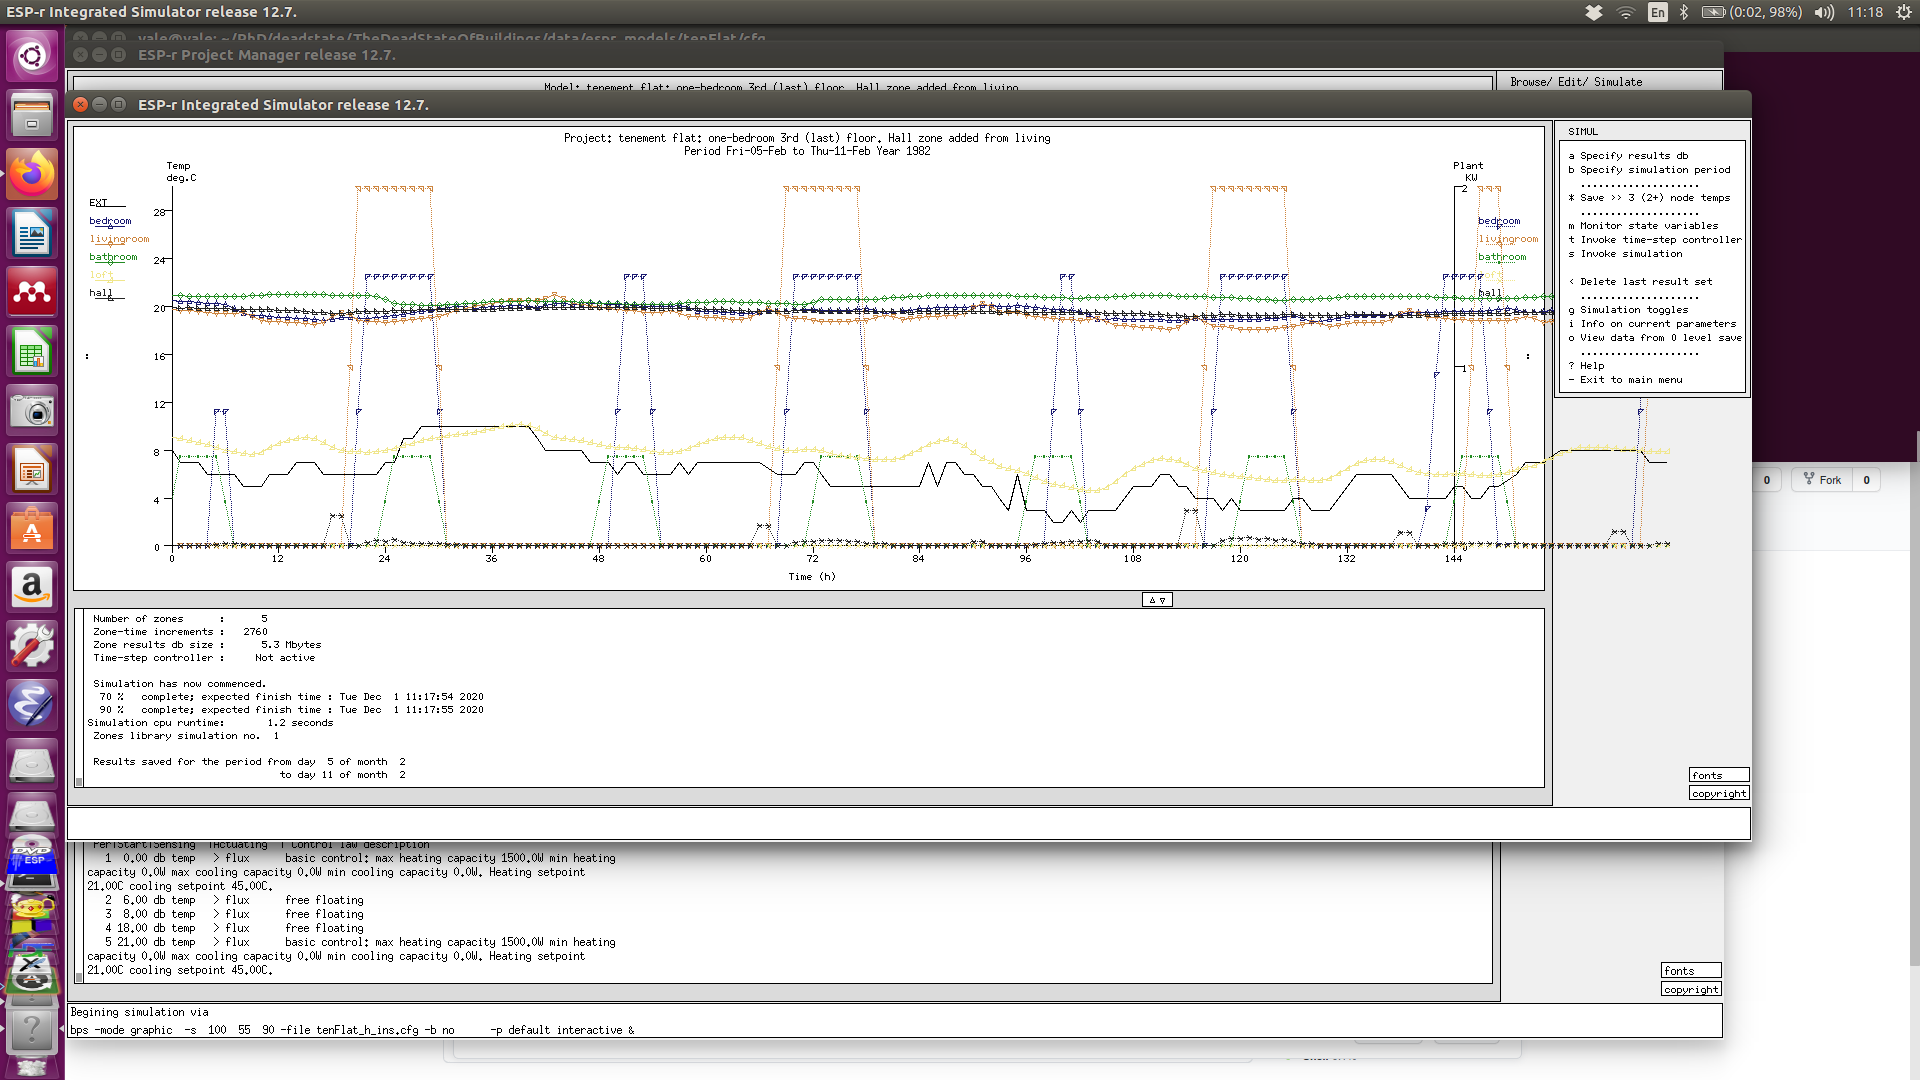 ESP-r Integrated Simulator release 12.7.
En
(0:02, 98%)
11:18
vale@vale: ~/PhD/deadstate/TheDeadStateOfBuildings/data/espr_models/tenFlat/cfg
ESP-r Project Manager release 12.7.
Model: tenement flat: one-bedroom 3rd (last) floor. Hall zone added from living
Browse/ Edit/ Simulate
ESP-r Integrated Simulator release 12.7.
Project: tenement flat: one-bedroom 3rd (last) floor. Hall zone added from living
Period Fri-05-Feb to Thu-11-Feb Year 1982
Temp
deg.C
Plant
KW
EXT
bedroom
livingroom
bathroom
loft
hall
28
24
20
16
12
8
4
0
2
1
0
bedroom
livingroom
bathroom
hall
0 12 24 36 48 60 72 84 96 108 120 132 144
Time (h)
SIMUL
a Specify results db
b Specify simulation period
* Save >> 3 (2+) node temps
m Monitor state variables
t Invoke time-step controller
s Invoke simulation
< Delete last result set
g Simulation toggles
i Info on current parameters
o View data from 0 level save
? Help
- Exit to main menu
0
Fork
0
Number of zones : 5
Zone-time increments : 2760
Zone results db size : 5.3 Mbytes
Time-step controller : Not active
Simulation has now commenced.
70 % complete; expected finish time : Tue Dec 1 11:17:54 2020
90 % complete; expected finish time : Tue Dec 1 11:17:55 2020
Simulation cpu runtime: 1.2 seconds
Zones library simulation no. 1
Results saved for the period from day 5 of month 2
to day 11 of month 2
fonts
copyright
Per|Start|Sensing |Actuating | Control law description
1 0.00 db temp > flux basic control: max heating capacity 1500.0W min heating
capacity 0.0W max cooling capacity 0.0W min cooling capacity 0.0W. Heating setpoint
21.00C cooling setpoint 45.00C.
2 6.00 db temp > flux free floating
3 8.00 db temp > flux free floating
4 18.00 db temp > flux free floating
5 21.00 db temp > flux basic control: max heating capacity 1500.0W min heating
capacity 0.0W max cooling capacity 0.0W min cooling capacity 0.0W. Heating setpoint
21.00C cooling setpoint 45.00C.
fonts
copyright
Begining simulation via
bps -mode graphic -s 100 55 90 -file tenFlat_h_ins.cfg -b no -p default interactive &
DVD
ESP